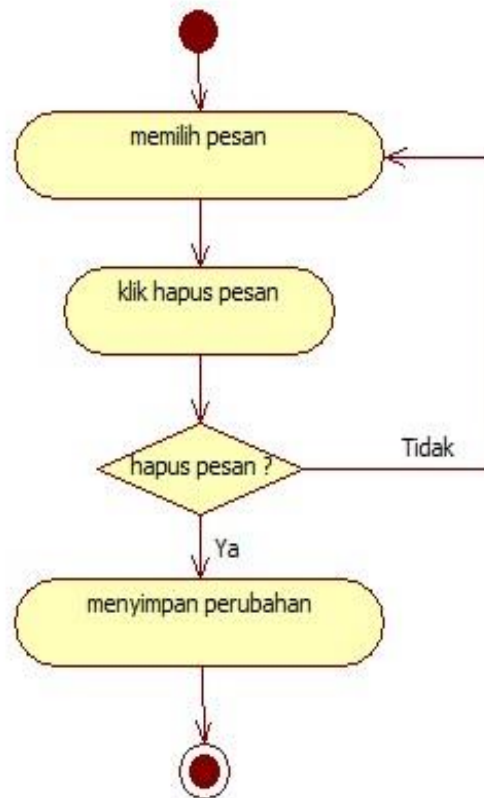 memilih pesan
klik hapus pesan
hapus pesan ?
Tidak
Ya
menyimpan perubahan